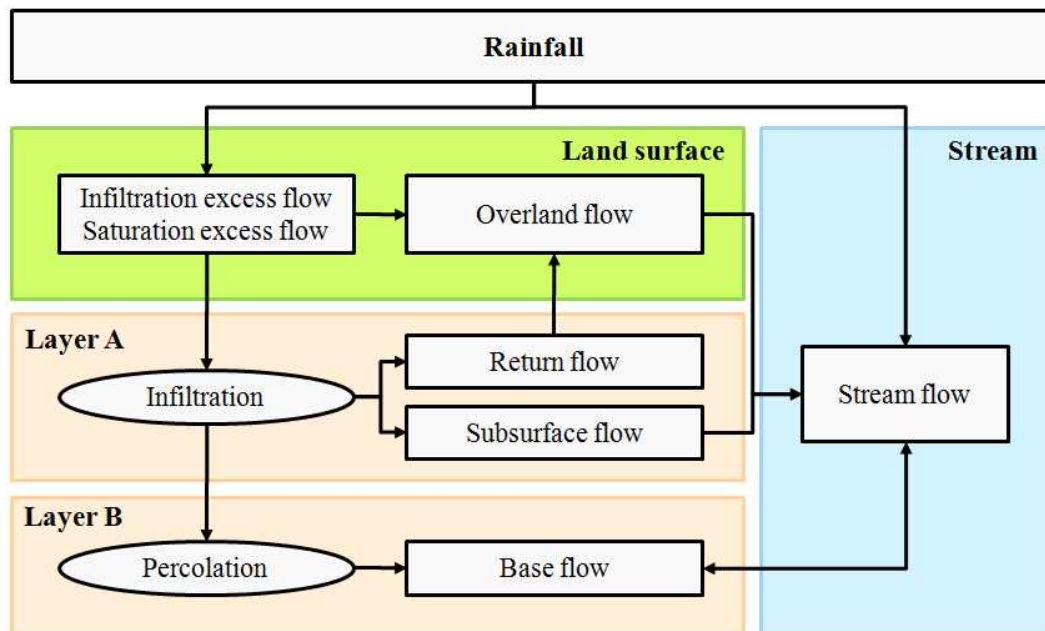 Rainfall
Land surface
Stream
Infiltration excess flow
Saturation excess flow
Overland flow
Layer A
Return flow
Infiltration
Stream flow
Subsurface flow
Layer B
Percolation
Base flow